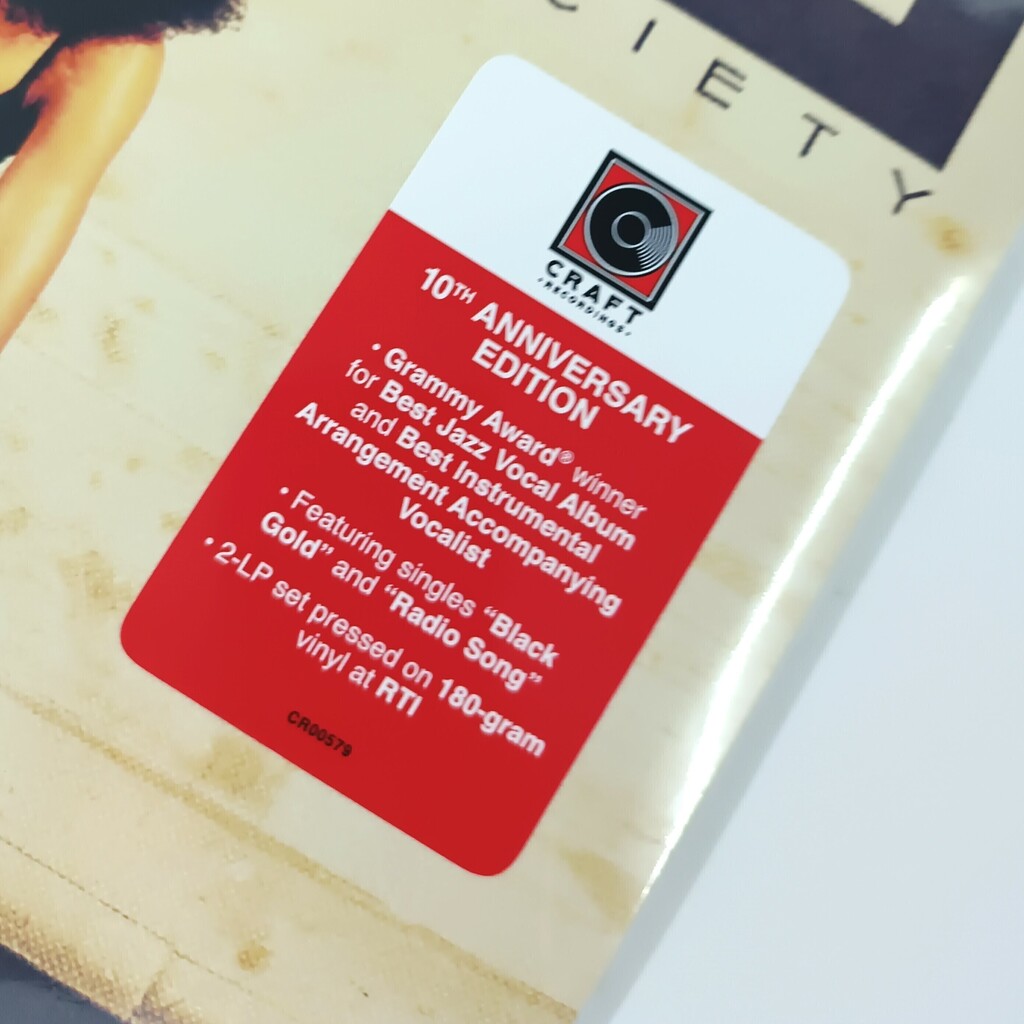 CIETY
CRAFT
•RECORDINGS•
10TH ANNIVERSARY
EDITION
• Grammy Award® winner
for Best Jazz Vocal Album
and Best Instrumental
Arrangement Accompanying
Vocalist
• Featuring singles “Black
Gold” and “Radio Song”
• 2-LP set pressed on 180-gram
vinyl at RTI
CR00579